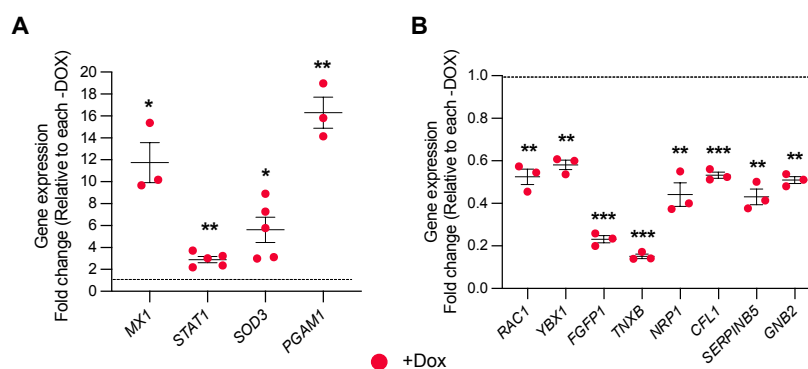 A
Gene expression
Fold change (Relative to each -DOX)
20
18
16
14
12
10
8
6
4
2
0
*
**
*
**
MX1
STAT1
SOD3
PGAM1
B
Gene expression
Fold change (Relative to each -DOX)
1.0
0.8
0.6
0.4
0.2
0.0
**
**
***
***
**
***
**
**
RAC1
YBX1
FGFP1
TNXB
NRP1
CFL1
SERPINB5
GNB2
+Dox